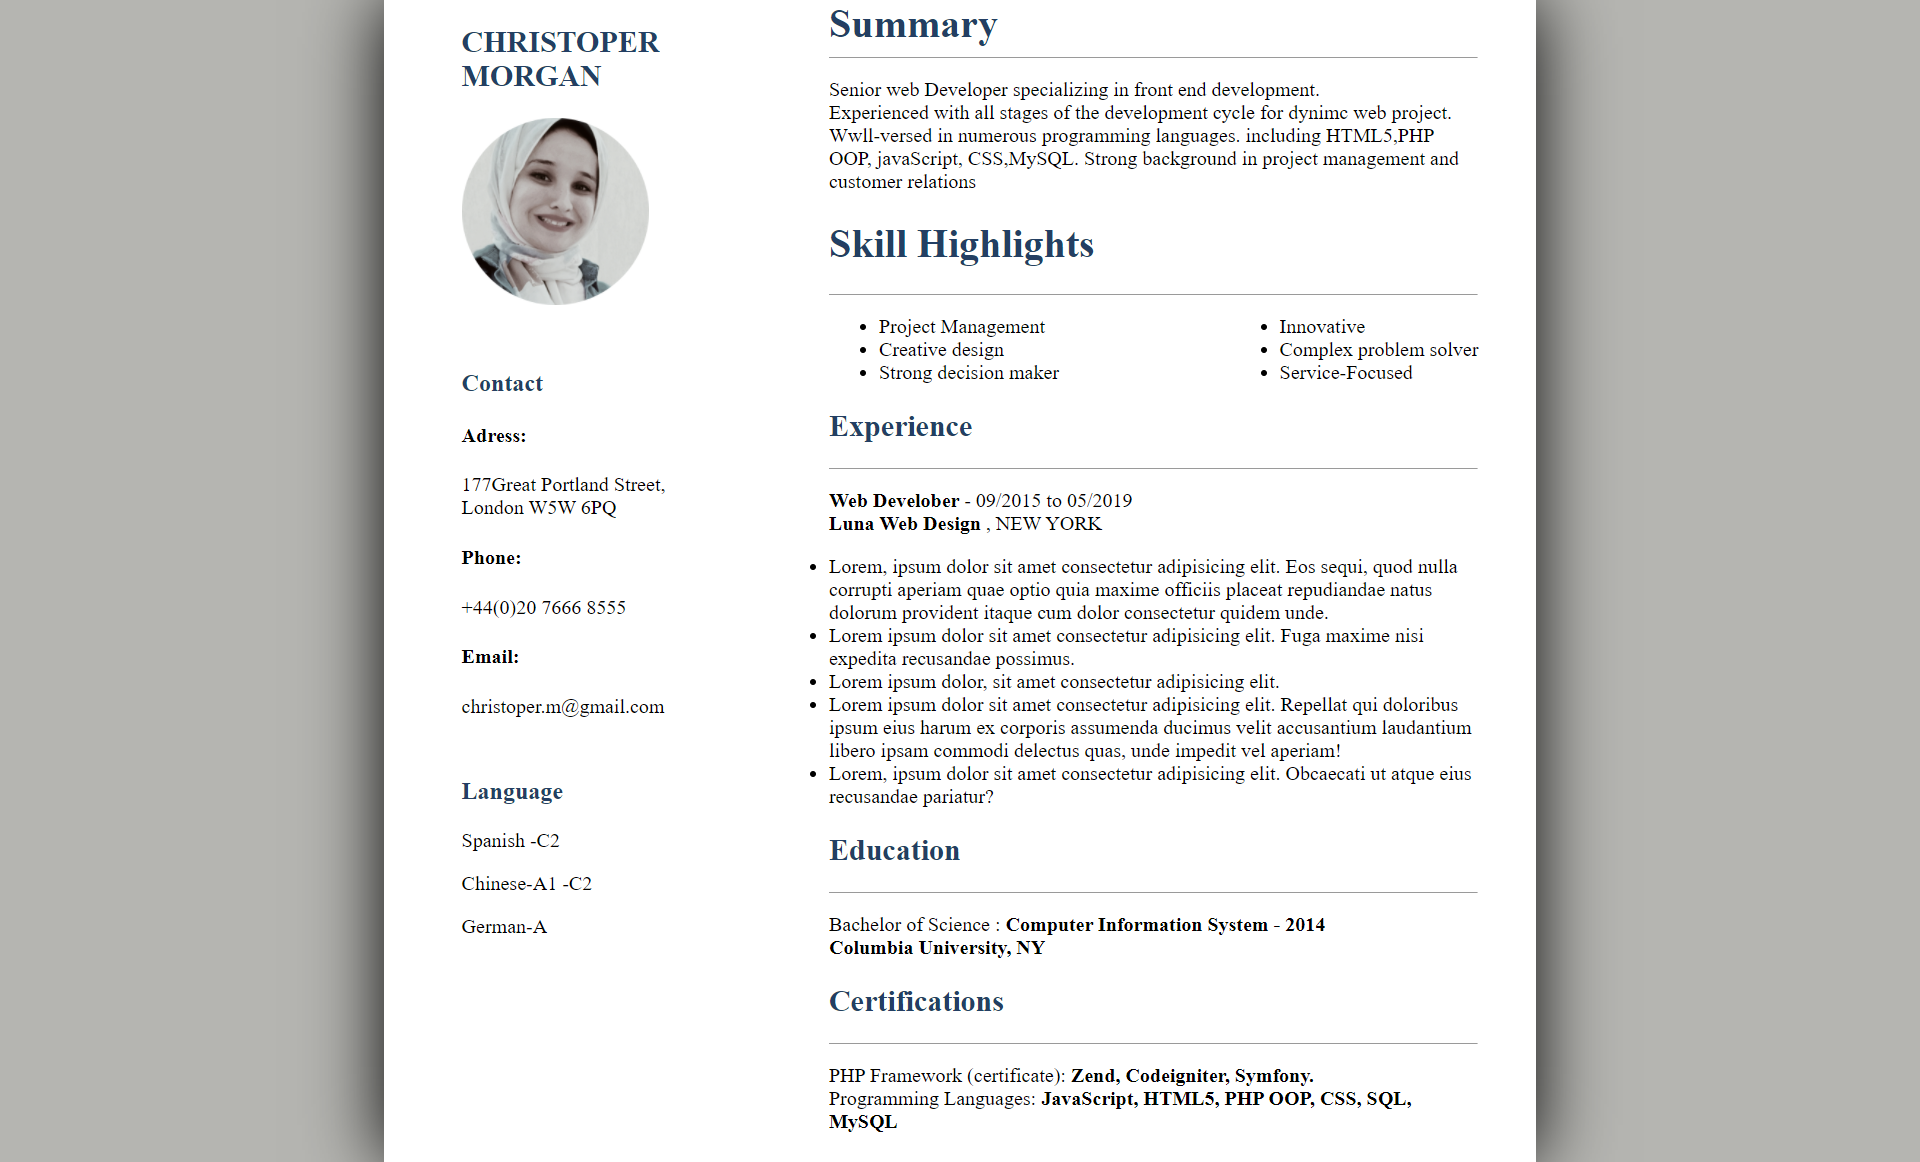 CHRISTOPER
MORGAN
Contact
Adress:
177Great Portland Street,
London W5W 6PQ
Phone:
+44(0)20 7666 8555
Email:
christoper.m@gmail.com
Language
Spanish -C2
Chinese-A1 -C2
German-A
Summary
Senior web Developer specializing in front end development.
Experienced with all stages of the development cycle for dynimc web project.
Wwll-versed in numerous programming languages. including HTML5,PHP
OOP, javaScript, CSS,MySQL. Strong background in project management and
customer relations
Skill Highlights
• Project Management
• Creative design
• Strong decision maker
• Innovative
• Complex problem solver
• Service-Focused
Experience
Web Develober - 09/2015 to 05/2019
Luna Web Design , NEW YORK
• Lorem, ipsum dolor sit amet consectetur adipisicing elit. Eos sequi, quod nulla
corrupti aperiam quae optio quia maxime officiis placeat repudiandae natus
dolorum provident itaque cum dolor consectetur quidem unde.
• Lorem ipsum dolor sit amet consectetur adipisicing elit. Fuga maxime nisi
expedita recusandae possimus.
• Lorem ipsum dolor, sit amet consectetur adipisicing elit.
• Lorem ipsum dolor sit amet consectetur adipisicing elit. Repellat qui doloribus
ipsum eius harum ex corporis assumenda ducimus velit accusantium laudantium
libero ipsam commodi delectus quas, unde impedit vel aperiam!
• Lorem, ipsum dolor sit amet consectetur adipisicing elit. Obcaecati ut atque eius
recusandae pariatur?
Education
Bachelor of Science : Computer Information System - 2014
Columbia University, NY
Certifications
PHP Framework (certificate): Zend, Codeigniter, Symfony.
Programming Languages: JavaScript, HTML5, PHP OOP, CSS, SQL,
MySQL